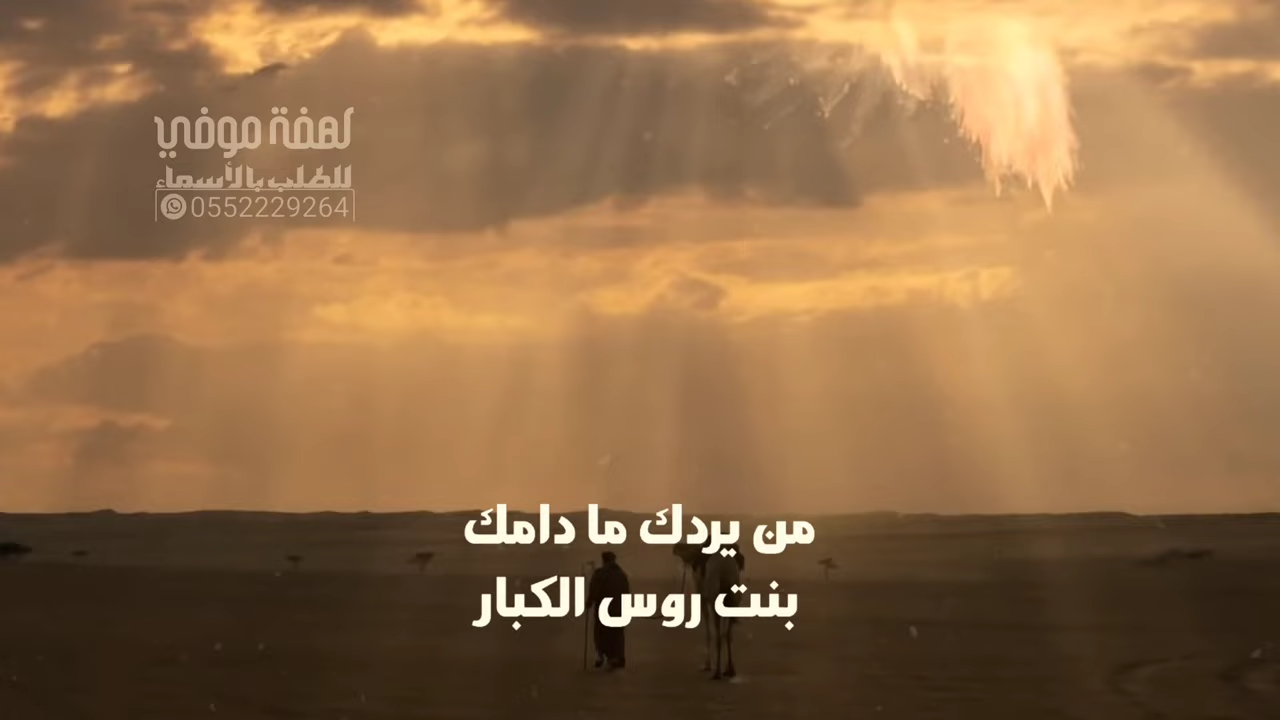 لهفة موفي
للطلب بالأسماء
0552229264
من يردك ما دامك
بنت روس الكبار